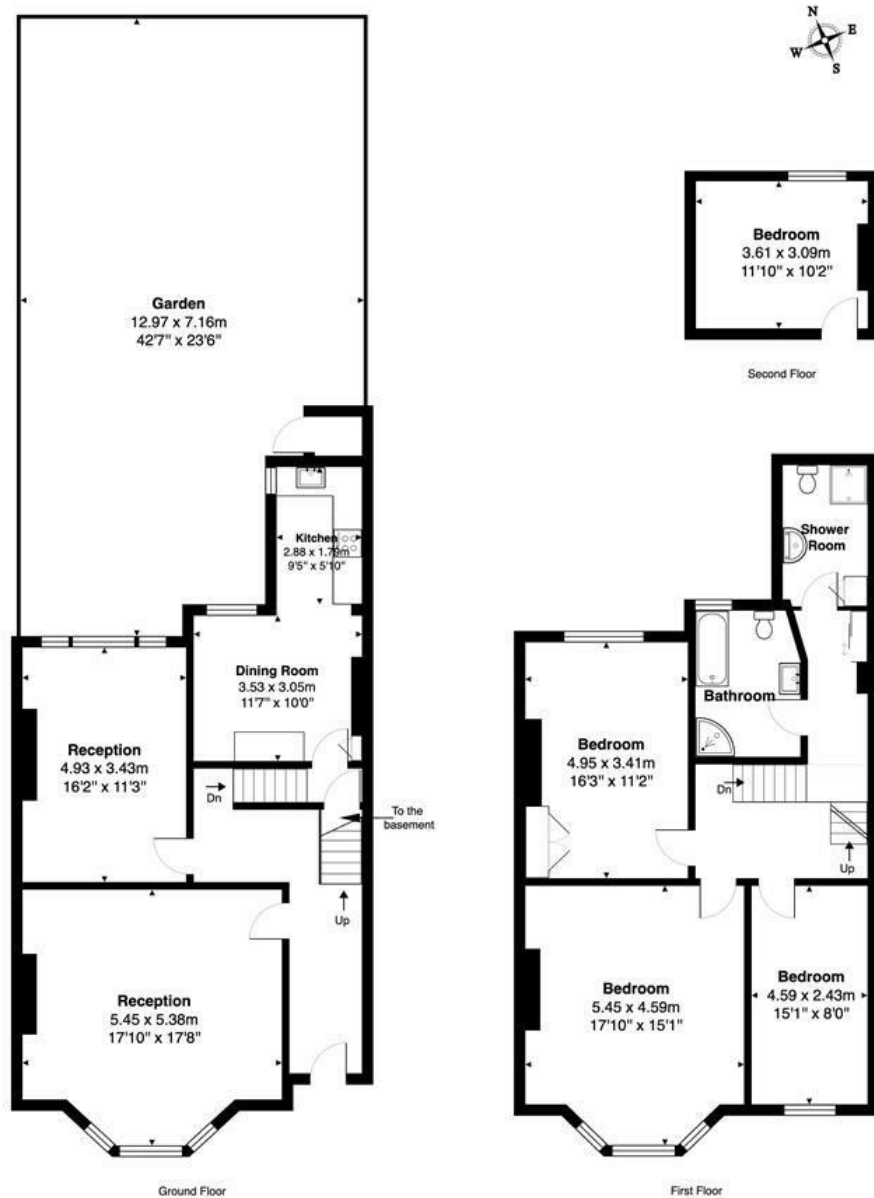 N
E
W
S
Garden
12.97 x 7.16m
42'7" x 23'6"
Kitchen
2.88 x 1.79m
9'5" x 5'10"
Dining Room
3.53 x 3.05m
11'7" x 10'0"
Reception
4.93 x 3.43m
16'2" x 11'3"
Dn
To the
basement
Up
Reception
5.45 x 5.38m
17'10" x 17'8"
Ground Floor
Bedroom
3.61 x 3.09m
11'10" x 10'2"
Second Floor
Shower
Room
Bathroom
Bedroom
4.95 x 3.41m
16'3" x 11'2"
Dn
Up
Bedroom
5.45 x 4.59m
17'10" x 15'1"
Bedroom
4.59 x 2.43m
15'1" x 8'0"
First Floor